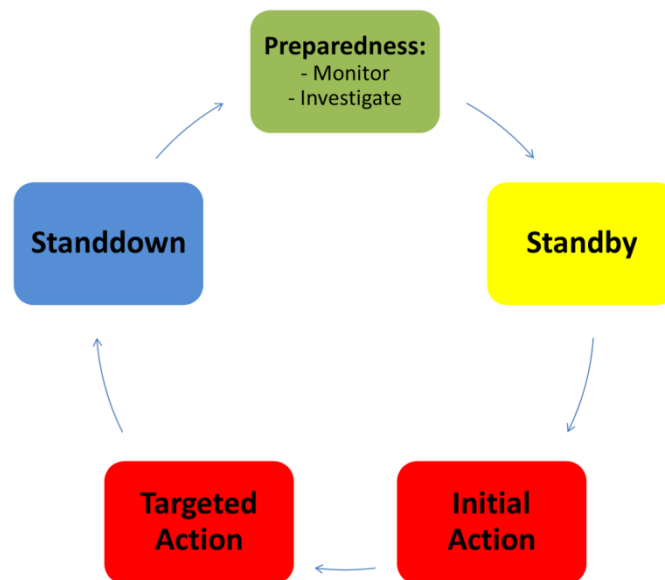 Preparedness:
- Monitor
- Investigate
Standby
Initial
Action
Targeted
Action
Standdown